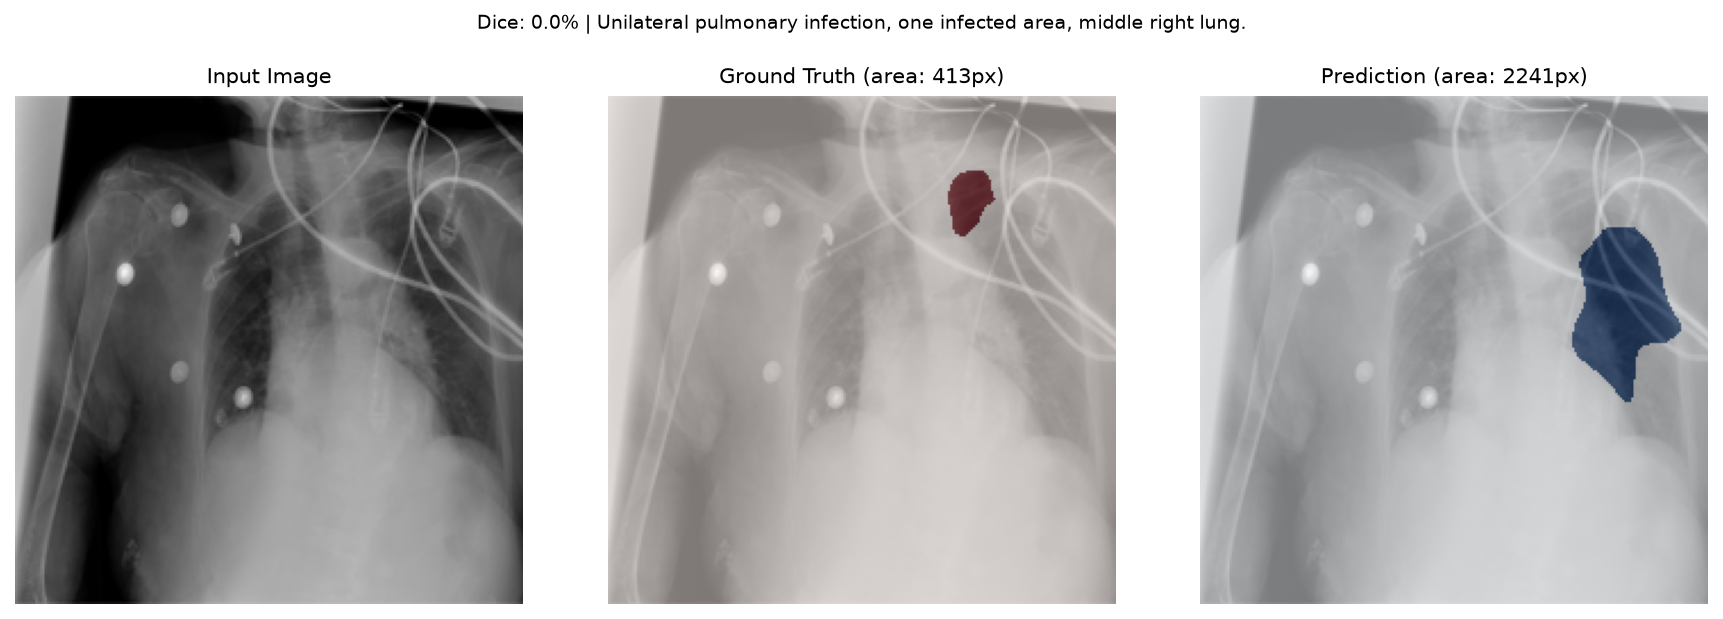 Dice: 0.0% | Unilateral pulmonary infection, one infected area, middle right lung.
Input Image
Ground Truth (area: 413px)
Prediction (area: 2241px)